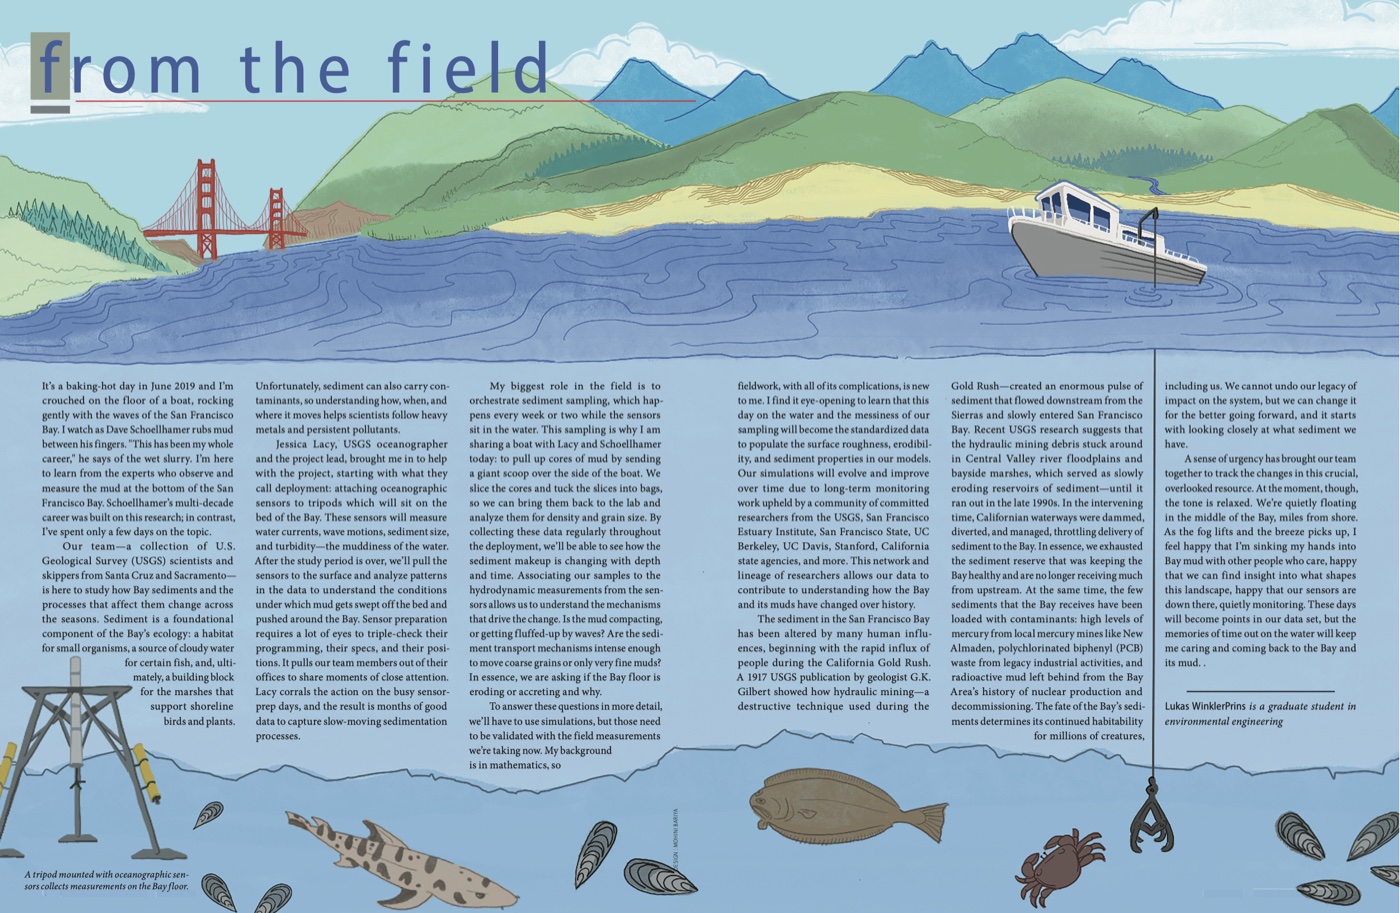 from the field
It's a baking-hot day in June 2019 and I'm
crouched on the floor of a boat, rocking
gently with the waves of the San Francisco
Bay. I watch as Dave Schoellhamer rubs mud
between his fingers. "This has been my whole
career," he says of the wet slurry. I'm here
to learn from the experts who observe and
measure the mud at the bottom of the San
Francisco Bay. Schoellhamer's multi-decade
career was built on this research; in contrast,
I've spent only a few days on the topic.
Our team—a collection of U.S.
Geological Survey (USGS) scientists and
skippers from Santa Cruz and Sacramento—
is here to study how Bay sediments and the
processes that affect them change across
the seasons. Sediment is a foundational
component of the Bay's ecology: a habitat
for small organisms, a source of cloudy water
for certain fish, and, ulti-
mately, a building block
for the marshes that
support shoreline
birds and plants.
Unfortunately, sediment can also carry con-
taminants, so understanding how, when, and
where it moves helps scientists follow heavy
metals and persistent pollutants.
Jessica Lacy, USGS oceanographer
and the project lead, brought me in to help
with the project, starting with what they
call deployment: attaching oceanographic
sensors to tripods which will sit on the
bed of the Bay. These sensors will measure
water currents, wave motions, sediment size,
and turbidity—the muddiness of the water.
After the study period is over, we'll pull the
sensors to the surface and analyze patterns
in the data to understand the conditions
under which mud gets swept off the bed and
pushed around the Bay. Sensor preparation
requires a lot of eyes to triple-check their
programming, their specs, and their posi-
tions. It pulls our team members out of their
offices to share moments of close attention.
Lacy corrals the action on the busy sensor-
prep days, and the result is months of good
data to capture slow-moving sedimentation
processes.
My biggest role in the field is to
orchestrate sediment sampling, which hap-
pens every week or two while the sensors
sit in the water. This sampling is why I am
sharing a boat with Lacy and Schoellhamer
today: to pull up cores of mud by sending
a giant scoop over the side of the boat. We
slice the cores and tuck the slices into bags,
so we can bring them back to the lab and
analyze them for density and grain size. By
collecting these data regularly throughout
the deployment, we'll be able to see how the
sediment makeup is changing with depth
and time. Associating our samples to the
hydrodynamic measurements from the sen-
sors allows us to understand the mechanisms
that drive the change. Is the mud compacting,
or getting fluffed-up by waves? Are the sedi-
ment transport mechanisms intense enough
to move coarse grains or only very fine muds?
In essence, we are asking if the Bay floor is
eroding or accreting and why.
To answer these questions in more detail,
we'll have to use simulations, but those need
to be validated with the field measurements
we're taking now. My background
is in mathematics, so
fieldwork, with all of its complications, is new
to me. I find it eye-opening to learn that this
day on the water and the messiness of our
sampling will become the standardized data
to populate the surface roughness, erodibil-
ity, and sediment properties in our models.
Our simulations will evolve and improve
over time due to long-term monitoring
work upheld by a community of committed
researchers from the USGS, San Francisco
Estuary Institute, San Francisco State, UC
Berkeley, UC Davis, Stanford, California
state agencies, and more. This network and
lineage of researchers allows our data to
contribute to understanding how the Bay
and its muds have changed over history.
The sediment in the San Francisco Bay
has been altered by many human influ-
ences, beginning with the rapid influx of
people during the California Gold Rush.
A 1917 USGS publication by geologist G.K.
Gilbert showed how hydraulic mining—a
destructive technique used during the
Gold Rush—created an enormous pulse of
sediment that flowed downstream from the
Sierras and slowly entered San Francisco
Bay. Recent USGS research suggests that
the hydraulic mining debris stuck around
in Central Valley river floodplains and
bayside marshes, which served as slowly
eroding reservoirs of sediment—until it
ran out in the late 1990s. In the intervening
time, Californian waterways were dammed,
diverted, and managed, throttling delivery of
sediment to the Bay. In essence, we exhausted
the sediment reserve that was keeping the
Bay healthy and are no longer receiving much
from upstream. At the same time, the few
sediments that the Bay receives have been
loaded with contaminants: high levels of
mercury from local mercury mines like New
Almaden, polychlorinated biphenyl (PCB)
waste from legacy industrial activities, and
radioactive mud left behind from the Bay
Area's history of nuclear production and
decommissioning. The fate of the Bay's sedi-
ments determines its continued habitability
for millions of creatures,
including us. We cannot undo our legacy of
impact on the system, but we can change it
for the better going forward, and it starts
with looking closely at what sediment we
have.
A sense of urgency has brought our team
together to track the changes in this crucial,
overlooked resource. At the moment, though,
the tone is relaxed. We're quietly floating
in the middle of the Bay, miles from shore.
As the fog lifts and the breeze picks up, I
feel happy that I'm sinking my hands into
Bay mud with other people who care, happy
that we can find insight into what shapes
this landscape, happy that our sensors are
down there, quietly monitoring. These days
will become points in our data set, but the
memories of time out on the water will keep
me caring and coming back to the Bay and
its mud. .
Lukas WinklerPrins is a graduate student in
environmental engineering
A tripod mounted with oceanographic sen-
sors collects measurements on the Bay floor.
DESIGN : MOHINI BARIYA